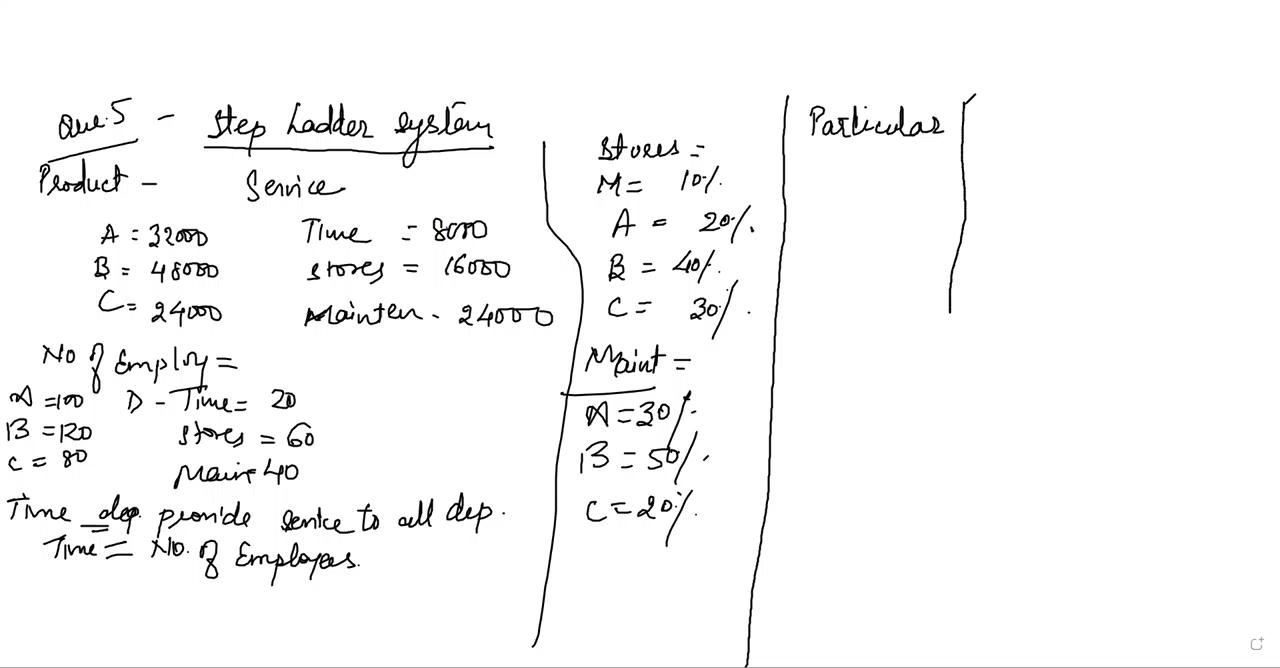 Que.5 - Step Ladder system
Product - Service
A = 32000 Time = 8000
B = 48000 Stores = 16000
C = 24000 Mainten - 24000
No of Employ =
A = 100 D - Time = 20
B = 120 Stores = 60
C = 80 Main - 40
Time dep. provide service to all dep.
Time = No. of Employees.
Stores =
M = 10%.
A = 20%.
B = 40%.
C = 30%.
Maint =
A = 30%.
B = 50%.
C = 20%.
Particular